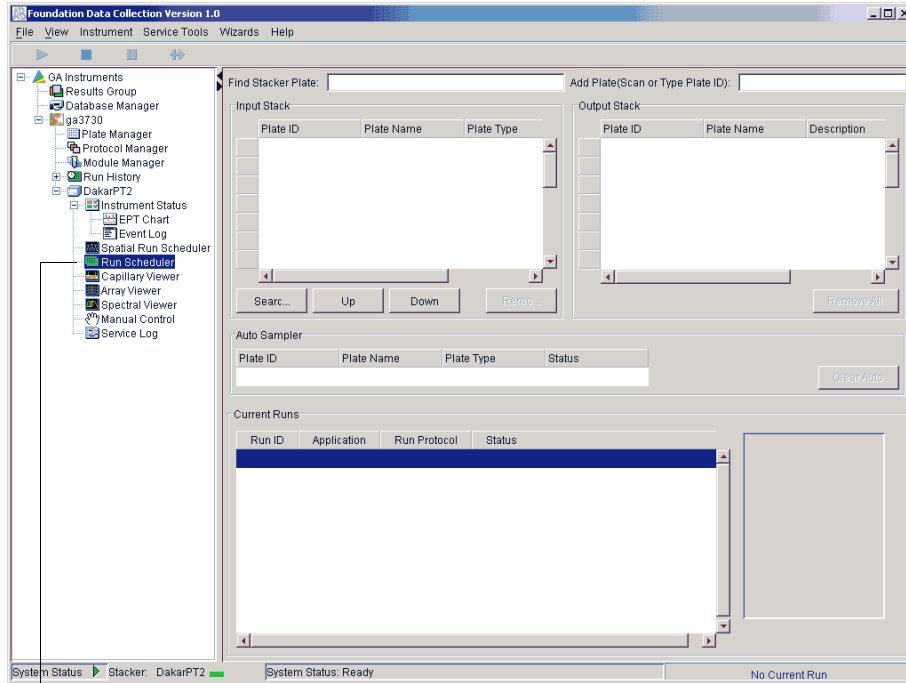 Foundation Data Collection Version 1.0
File View Instrument Service Tools Wizards Help
GA Instruments
Results Group
Database Manager
ga3730
Plate Manager
Protocol Manager
Module Manager
Run History
DakarPT2
Instrument Status
EPT Chart
Event Log
Spatial Run Scheduler
Run Scheduler
Capillary Viewer
Array Viewer
Spectral Viewer
Manual Control
Service Log
Find Stacker Plate:
Add Plate(Scan or Type Plate ID):
Input Stack
Plate ID Plate Name Plate Type
Searc... Up Down Remo...
Output Stack
Plate ID Plate Name Description
Remove All
Auto Sampler
Plate ID Plate Name Plate Type Status
Clear Auto
Current Runs
Run ID Application Run Protocol Status
System Status Stacker: DakarPT2 System Status: Ready No Current Run